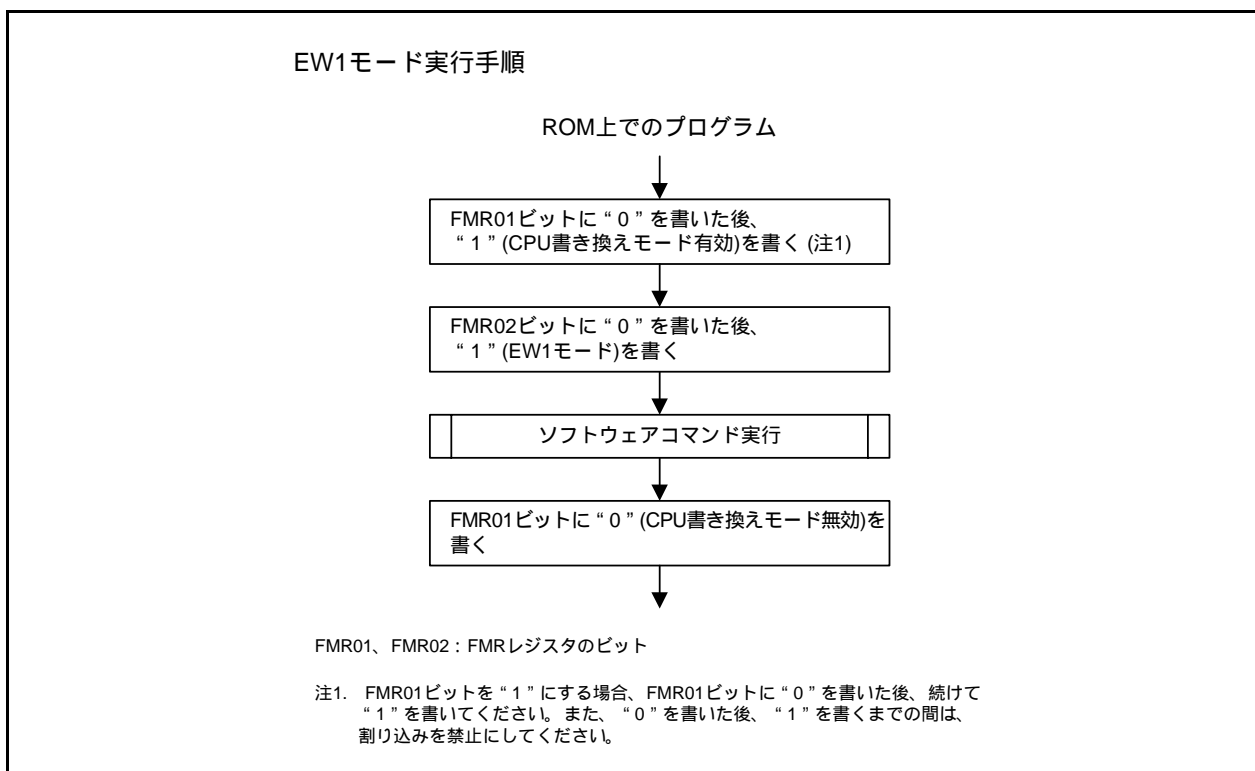 EW1モード実行手順
ROM上でのプログラム
FMR01ビットに“0”を書いた後、
“1”(CPU書き換えモード有効)を書く(注1)
FMR02ビットに“0”を書いた後、
“1”(EW1モード)を書く
ソフトウェアコマンド実行
FMR01ビットに“0”(CPU書き換えモード無効)を
書く
FMR01、FMR02:FMRレジスタのビット
注1. FMR01ビットを“1”にする場合、FMR01ビットに“0”を書いた後、続けて
“1”を書いてください。また、“0”を書いた後、“1”を書くまでの間は、
割り込みを禁止にしてください。